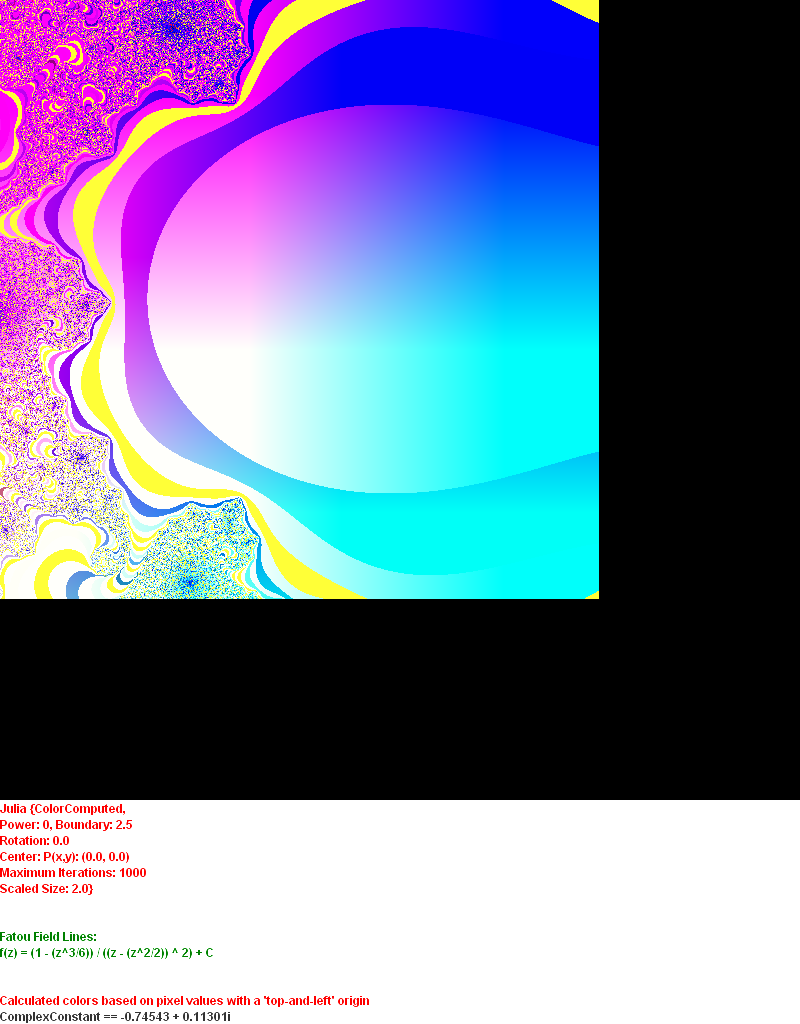 Julia {ColorComputed,
Power: 0, Boundary: 2.5
Rotation: 0.0
Center: P(x,y): (0.0, 0.0)
Maximum Iterations: 1000
Scaled Size: 2.0}
Fatou Field Lines:
f(z) = (1 - (z^3/6)) / ((z - (z^2/2)) ^ 2) + C
Calculated colors based on pixel values with a 'top-and-left' origin
ComplexConstant == -0.74543 + 0.11301i